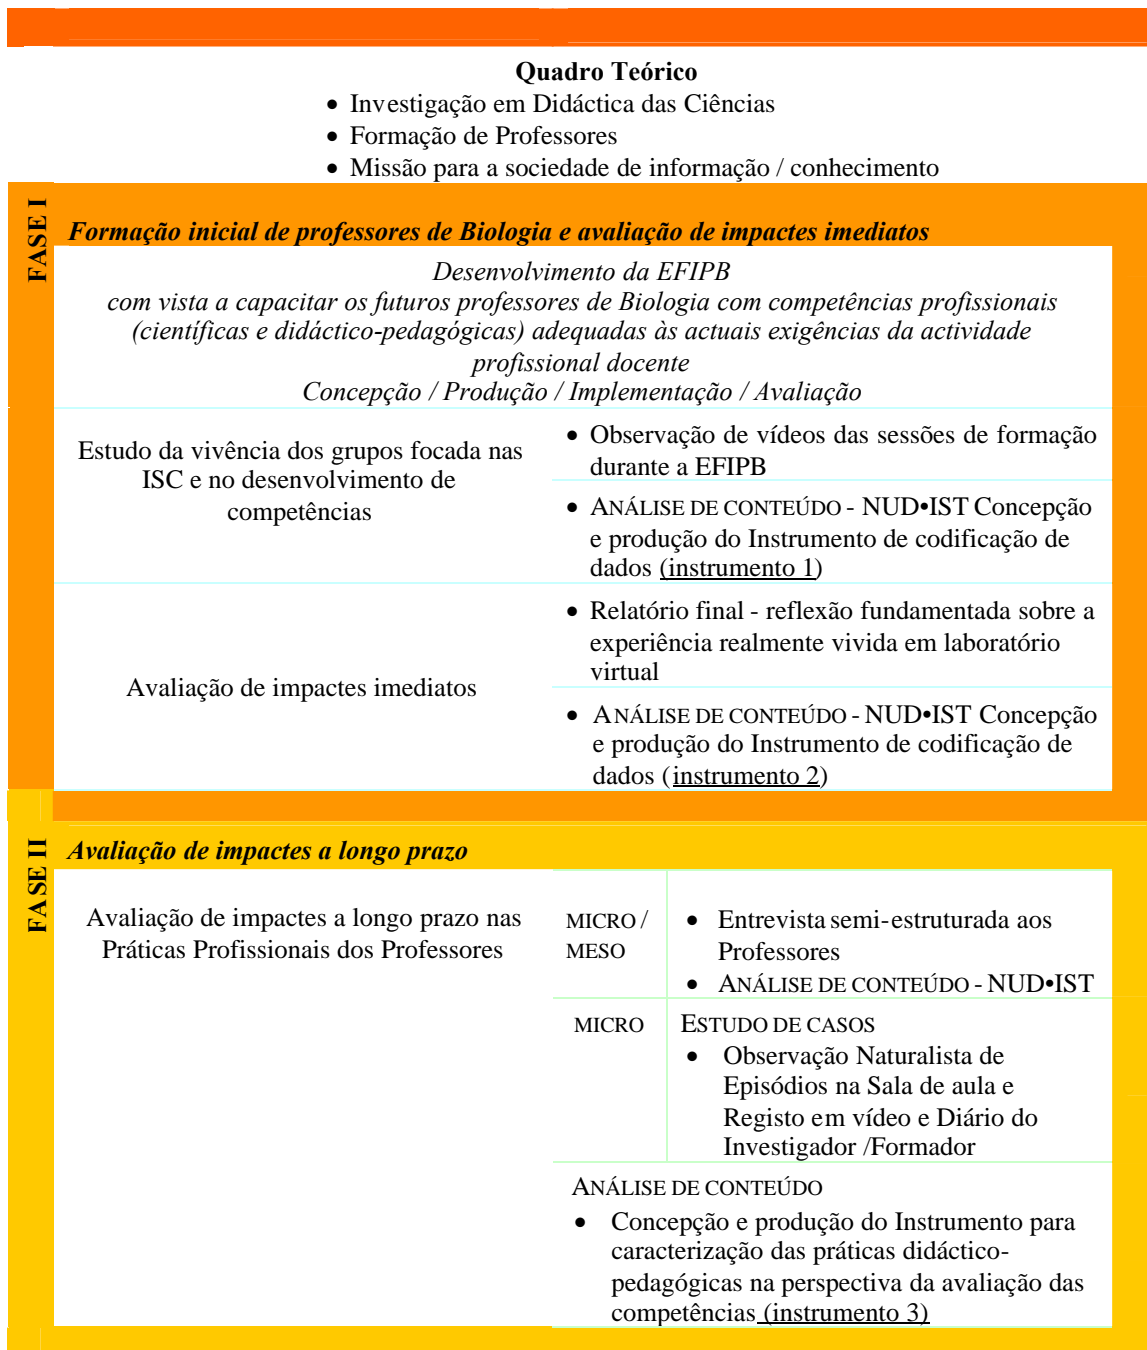 Quadro Teórico
• Investigação em Didáctica das Ciências
• Formação de Professores
• Missão para a sociedade de informação / conhecimento
FASE I
Formação inicial de professores de Biologia e avaliação de impactes imediatos
Desenvolvimento da EFIPB
com vista a capacitar os futuros professores de Biologia com competências profissionais
(científicas e didáctico-pedagógicas) adequadas às actuais exigências da actividade
profissional docente
Concepção / Produção / Implementação / Avaliação
Estudo da vivência dos grupos focada nas
ISC e no desenvolvimento de
competências
• Observação de vídeos das sessões de formação
durante a EFIPB
• ANÁLISE DE CONTEÚDO - NUD•IST Concepção
e produção do Instrumento de codificação de
dados (instrumento 1)
Avaliação de impactes imediatos
• Relatório final - reflexão fundamentada sobre a
experiência realmente vivida em laboratório
virtual
• ANÁLISE DE CONTEÚDO - NUD•IST Concepção
e produção do Instrumento de codificação de
dados (instrumento 2)
FASE II
Avaliação de impactes a longo prazo
Avaliação de impactes a longo prazo nas
Práticas Profissionais dos Professores
MICRO /
MESO
• Entrevista semi-estruturada aos
Professores
• ANÁLISE DE CONTEÚDO - NUD•IST
MICRO
ESTUDO DE CASOS
• Observação Naturalista de
Episódios na Sala de aula e
Registo em vídeo e Diário do
Investigador /Formador
ANÁLISE DE CONTEÚDO
• Concepção e produção do Instrumento para
caracterização das práticas didáctico-
pedagógicas na perspectiva da avaliação das
competências (instrumento 3)